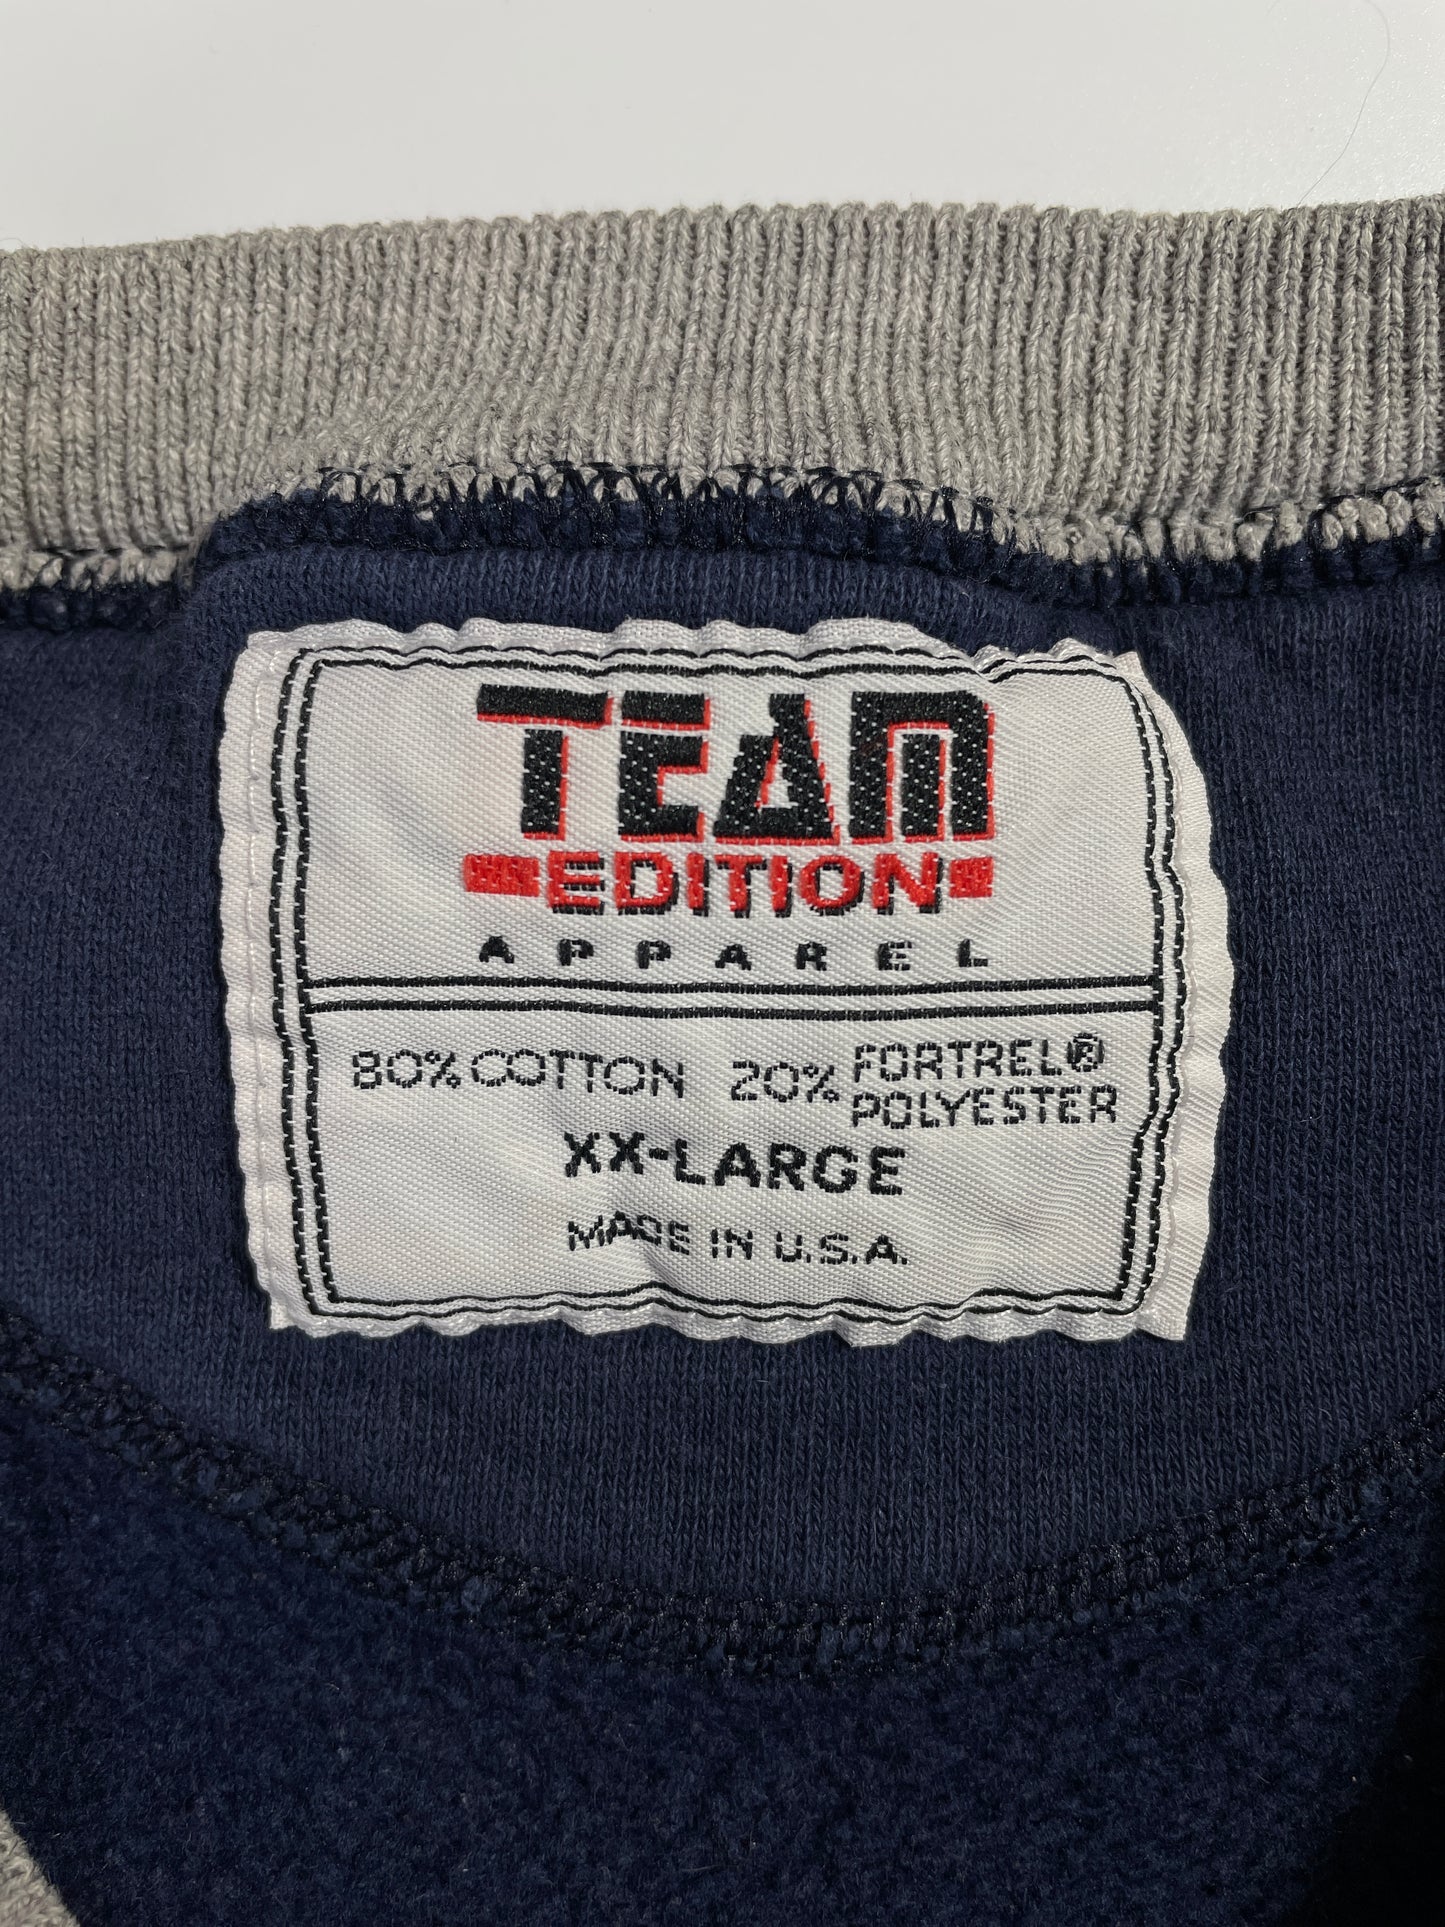 TEAM
EDITION
APPAREL
80% COTTON 20% FORTREL®
POLYESTER
XX-LARGE
MADE IN U.S.A.